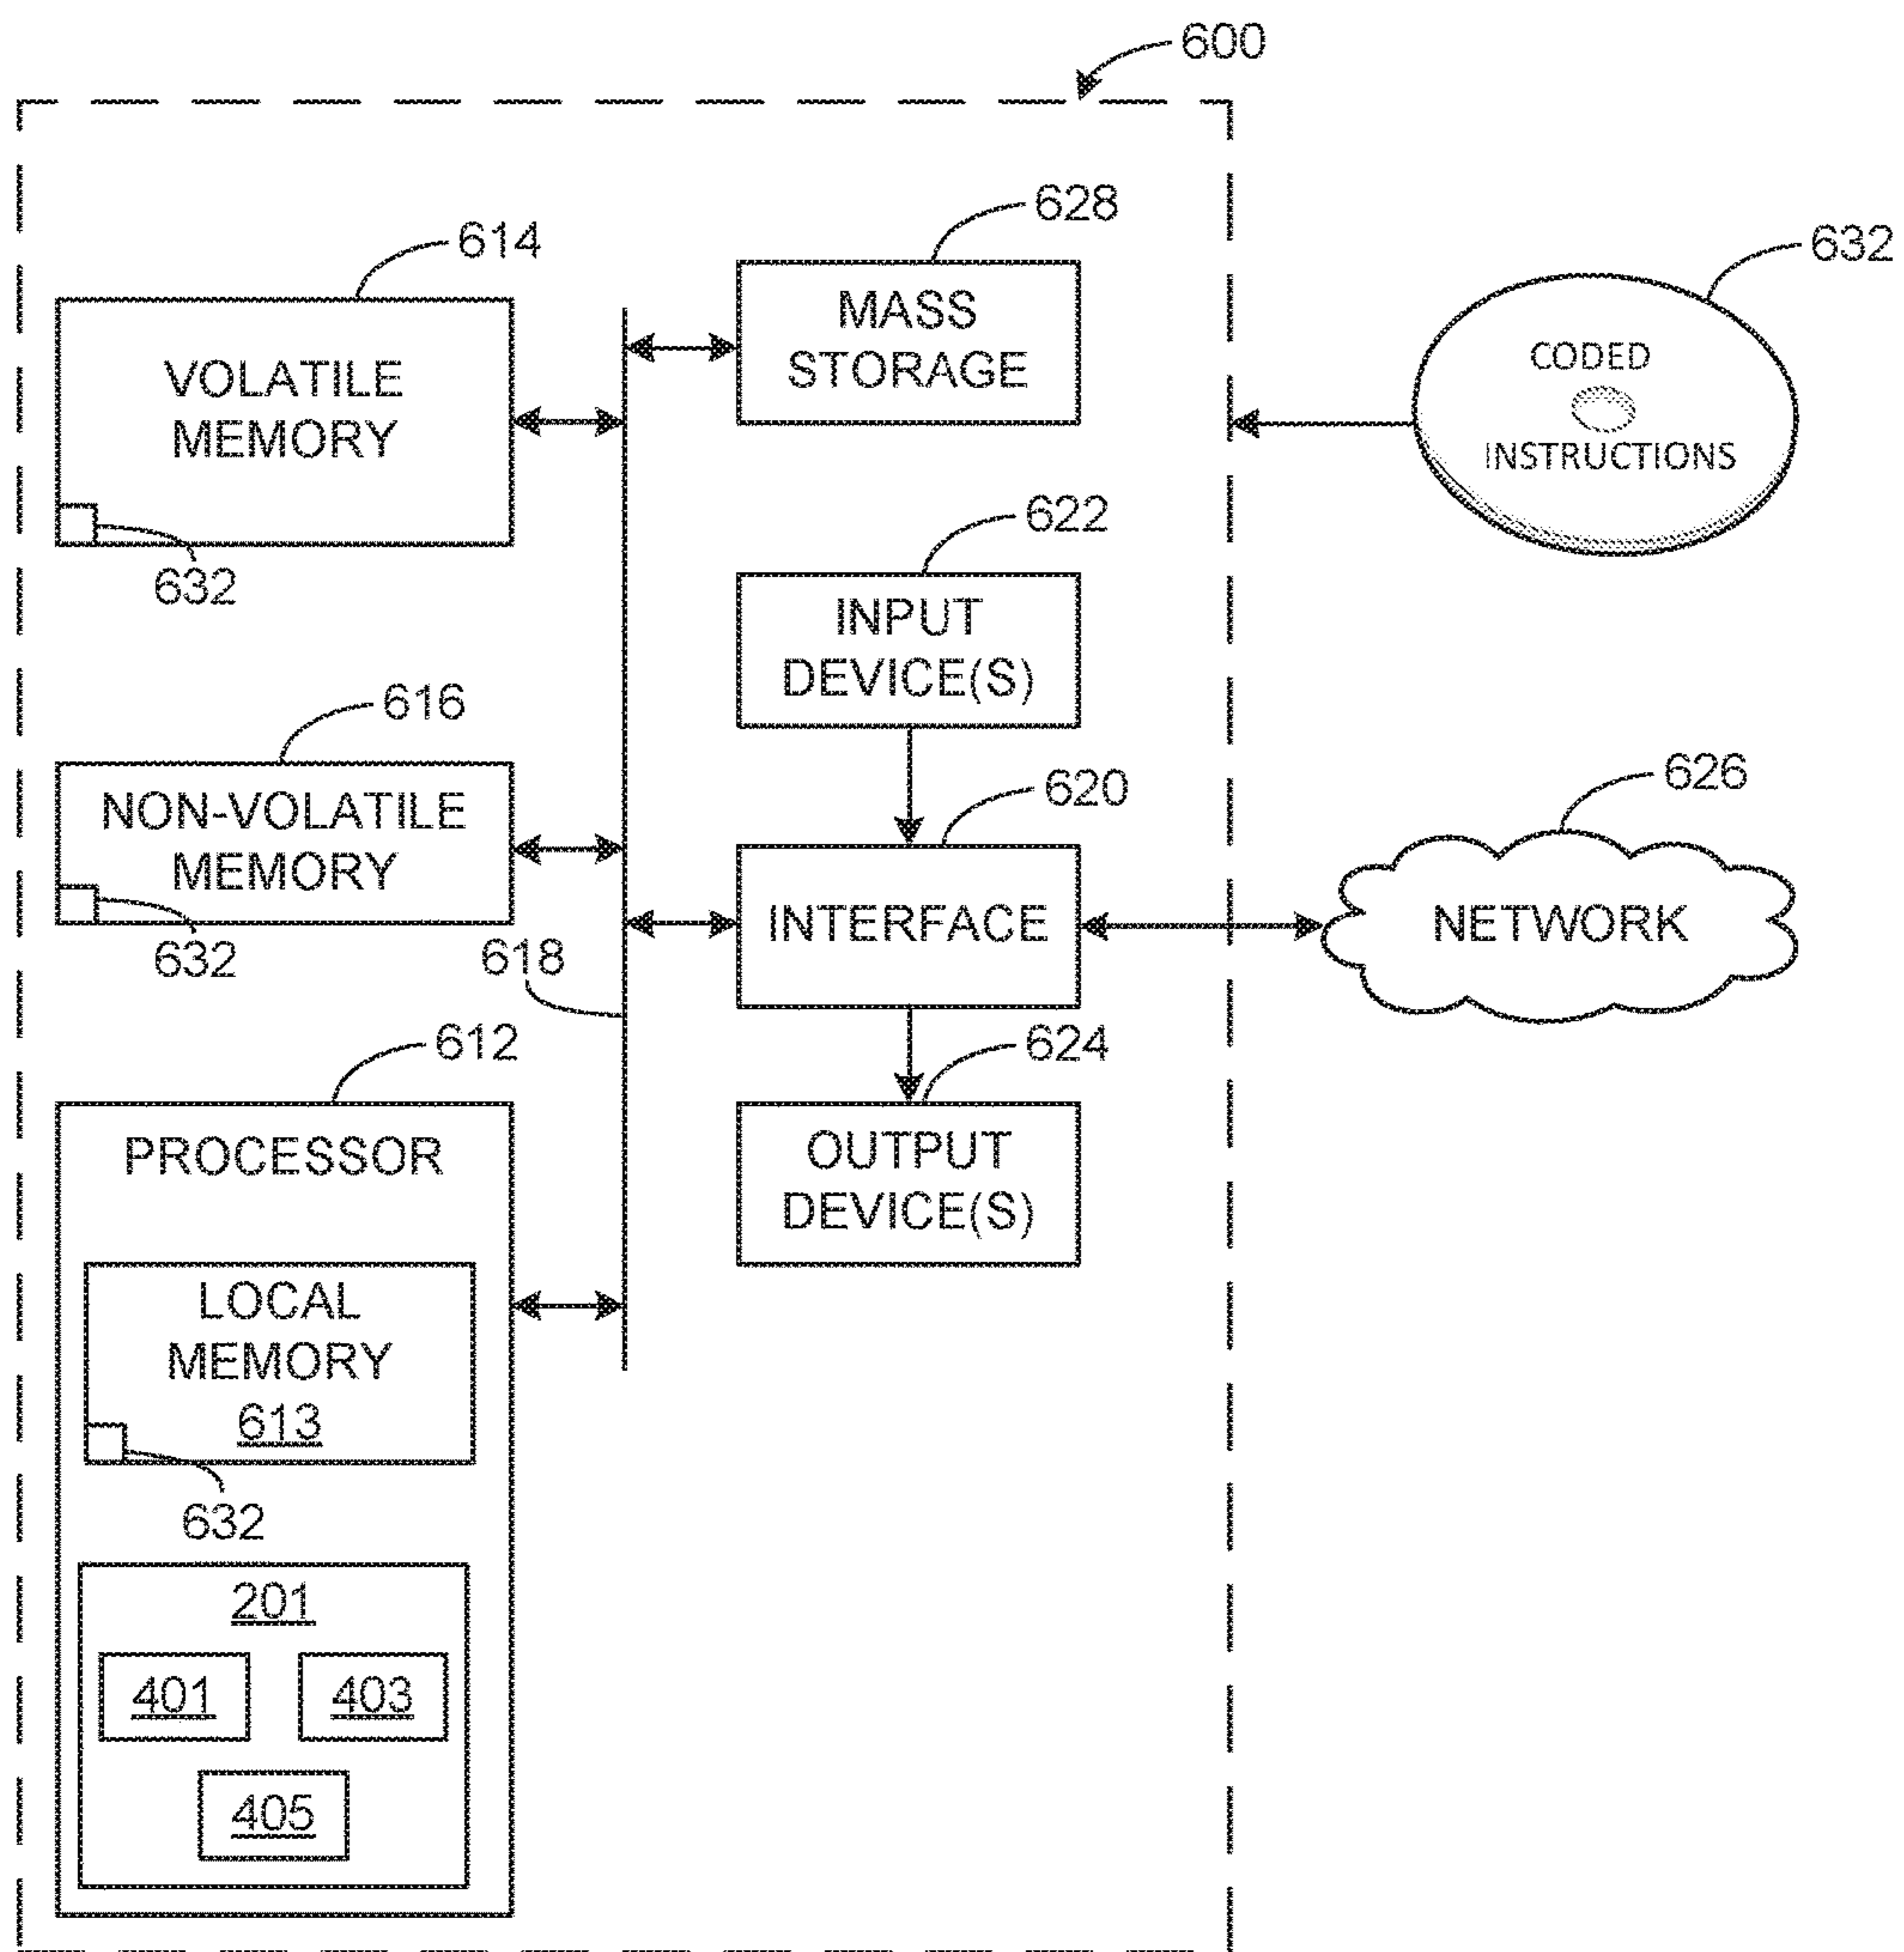 600
628
614
632
MASS
STORAGE
VOLATILE
MEMORY
CODED
INSTRUCTIONS
622
632
INPUT
DEVICE(S)
616
620
626
NON-VOLATILE
MEMORY
INTERFACE
NETWORK
632
618
612
624
PROCESSOR
OUTPUT
DEVICE(S)
LOCAL
MEMORY
613
632
201
401
403
405